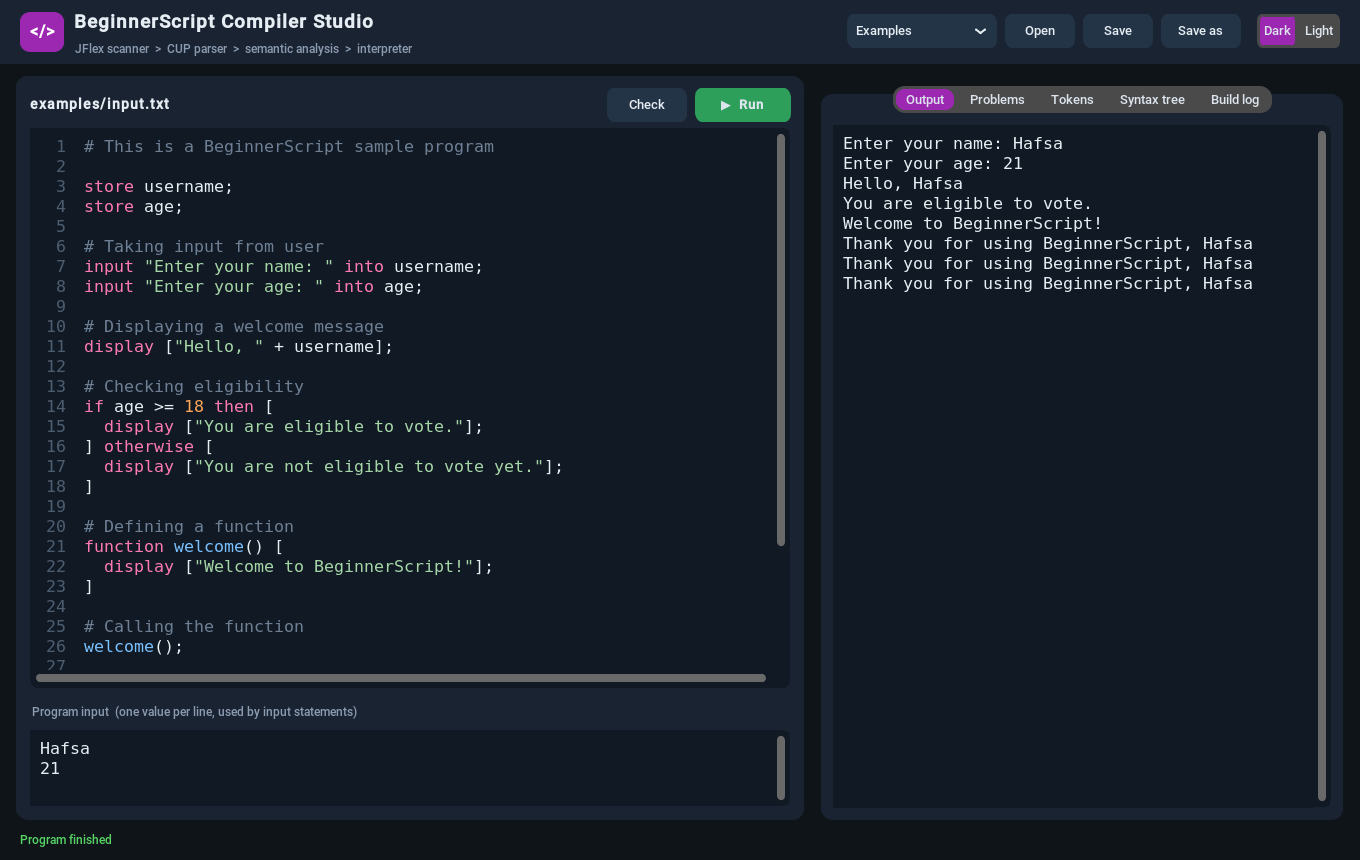 </>
BeginnerScript Compiler Studio
JFlex scanner > CUP parser > semantic analysis > interpreter
Examples
Open
Save
Save as
Dark
Light
examples/input.txt
Check
▶ Run
1 # This is a BeginnerScript sample program
2
3 store username;
4 store age;
5
6 # Taking input from user
7 input "Enter your name: " into username;
8 input "Enter your age: " into age;
9
10 # Displaying a welcome message
11 display ["Hello, " + username];
12
13 # Checking eligibility
14 if age >= 18 then [
15   display ["You are eligible to vote."];
16 ] otherwise [
17   display ["You are not eligible to vote yet."];
18 ]
19
20 # Defining a function
21 function welcome() [
22   display ["Welcome to BeginnerScript!"];
23 ]
24
25 # Calling the function
26 welcome();
27
Program input (one value per line, used by input statements)
Hafsa
21
Program finished
Output
Problems
Tokens
Syntax tree
Build log
Enter your name: Hafsa
Enter your age: 21
Hello, Hafsa
You are eligible to vote.
Welcome to BeginnerScript!
Thank you for using BeginnerScript, Hafsa
Thank you for using BeginnerScript, Hafsa
Thank you for using BeginnerScript, Hafsa